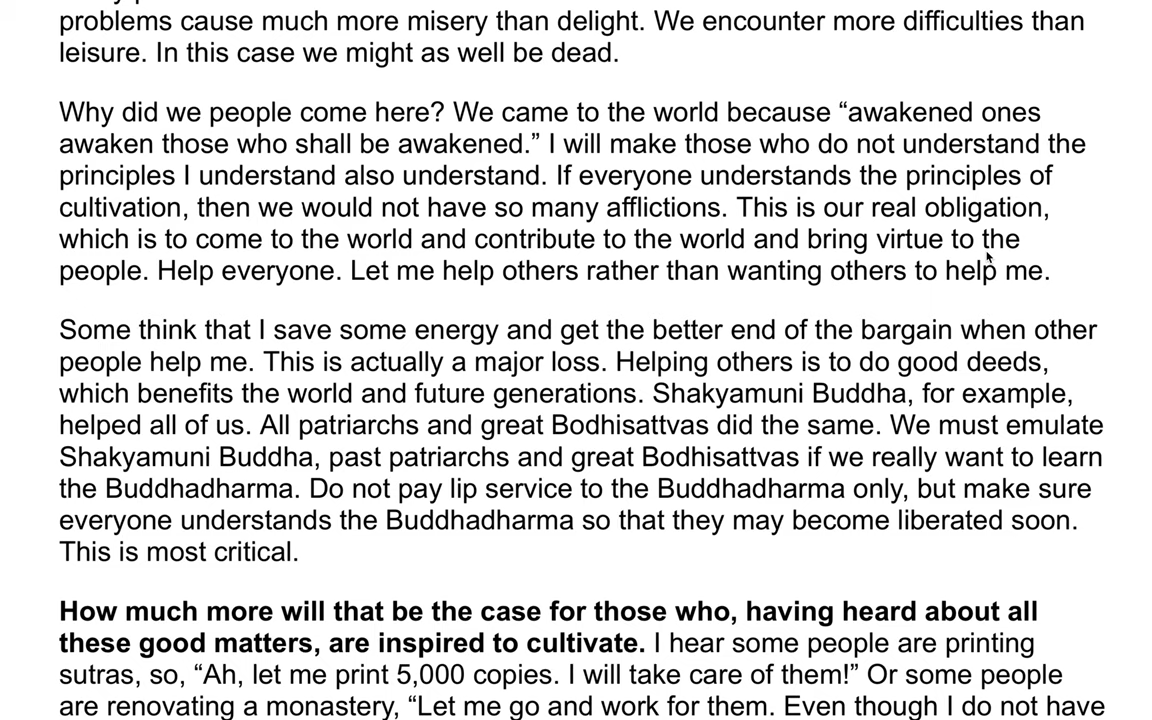 problems cause much more misery than delight. We encounter more difficulties than
leisure. In this case we might as well be dead.
Why did we people come here? We came to the world because “awakened ones
awaken those who shall be awakened.” I will make those who do not understand the
principles I understand also understand. If everyone understands the principles of
cultivation, then we would not have so many afflictions. This is our real obligation,
which is to come to the world and contribute to the world and bring virtue to the
people. Help everyone. Let me help others rather than wanting others to help me.
Some think that I save some energy and get the better end of the bargain when other
people help me. This is actually a major loss. Helping others is to do good deeds,
which benefits the world and future generations. Shakyamuni Buddha, for example,
helped all of us. All patriarchs and great Bodhisattvas did the same. We must emulate
Shakyamuni Buddha, past patriarchs and great Bodhisattvas if we really want to learn
the Buddhadharma. Do not pay lip service to the Buddhadharma only, but make sure
everyone understands the Buddhadharma so that they may become liberated soon.
This is most critical.
How much more will that be the case for those who, having heard about all
these good matters, are inspired to cultivate. I hear some people are printing
sutras, so, “Ah, let me print 5,000 copies. I will take care of them!” Or some people
are renovating a monastery, “Let me go and work for them. Even though I do not have